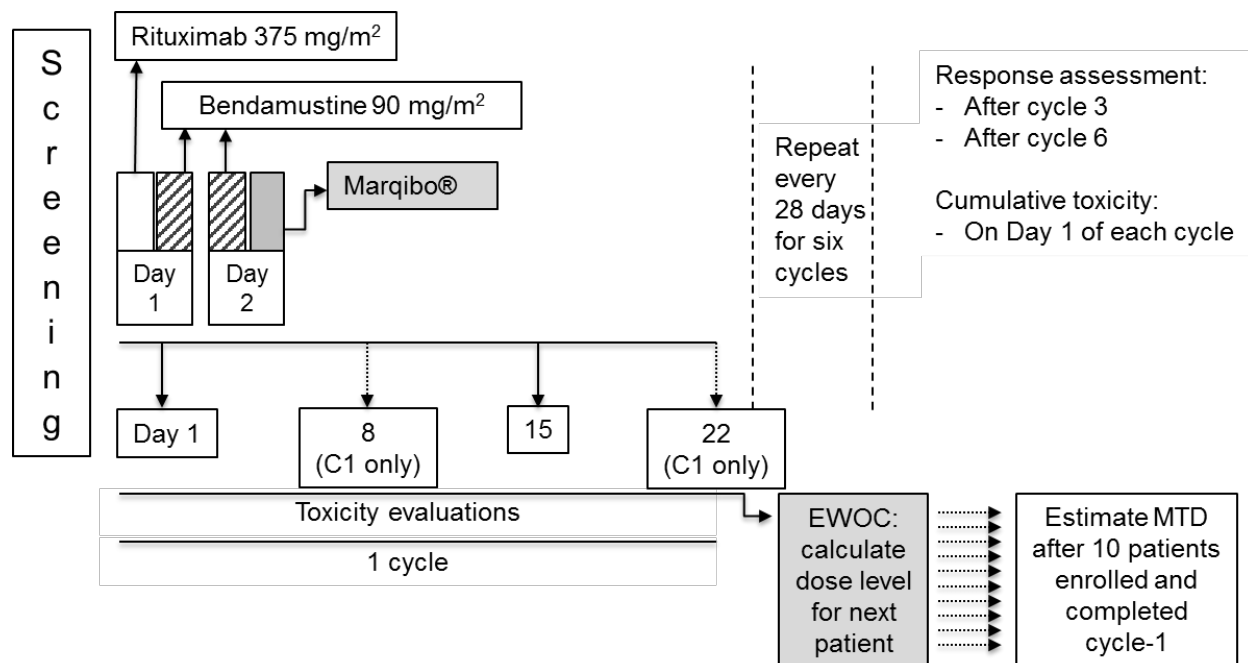 Screening
Rituximab 375 mg/m²
Bendamustine 90 mg/m²
Marqibo®
Day
1
Day
2
Repeat
every
28 days
for six
cycles
Response assessment:
- After cycle 3
- After cycle 6
Cumulative toxicity:
- On Day 1 of each cycle
Day 1
8
(C1 only)
15
22
(C1 only)
Toxicity evaluations
1 cycle
EWOC:
calculate
dose level
for next
patient
Estimate MTD
after 10 patients
enrolled and
completed
cycle-1